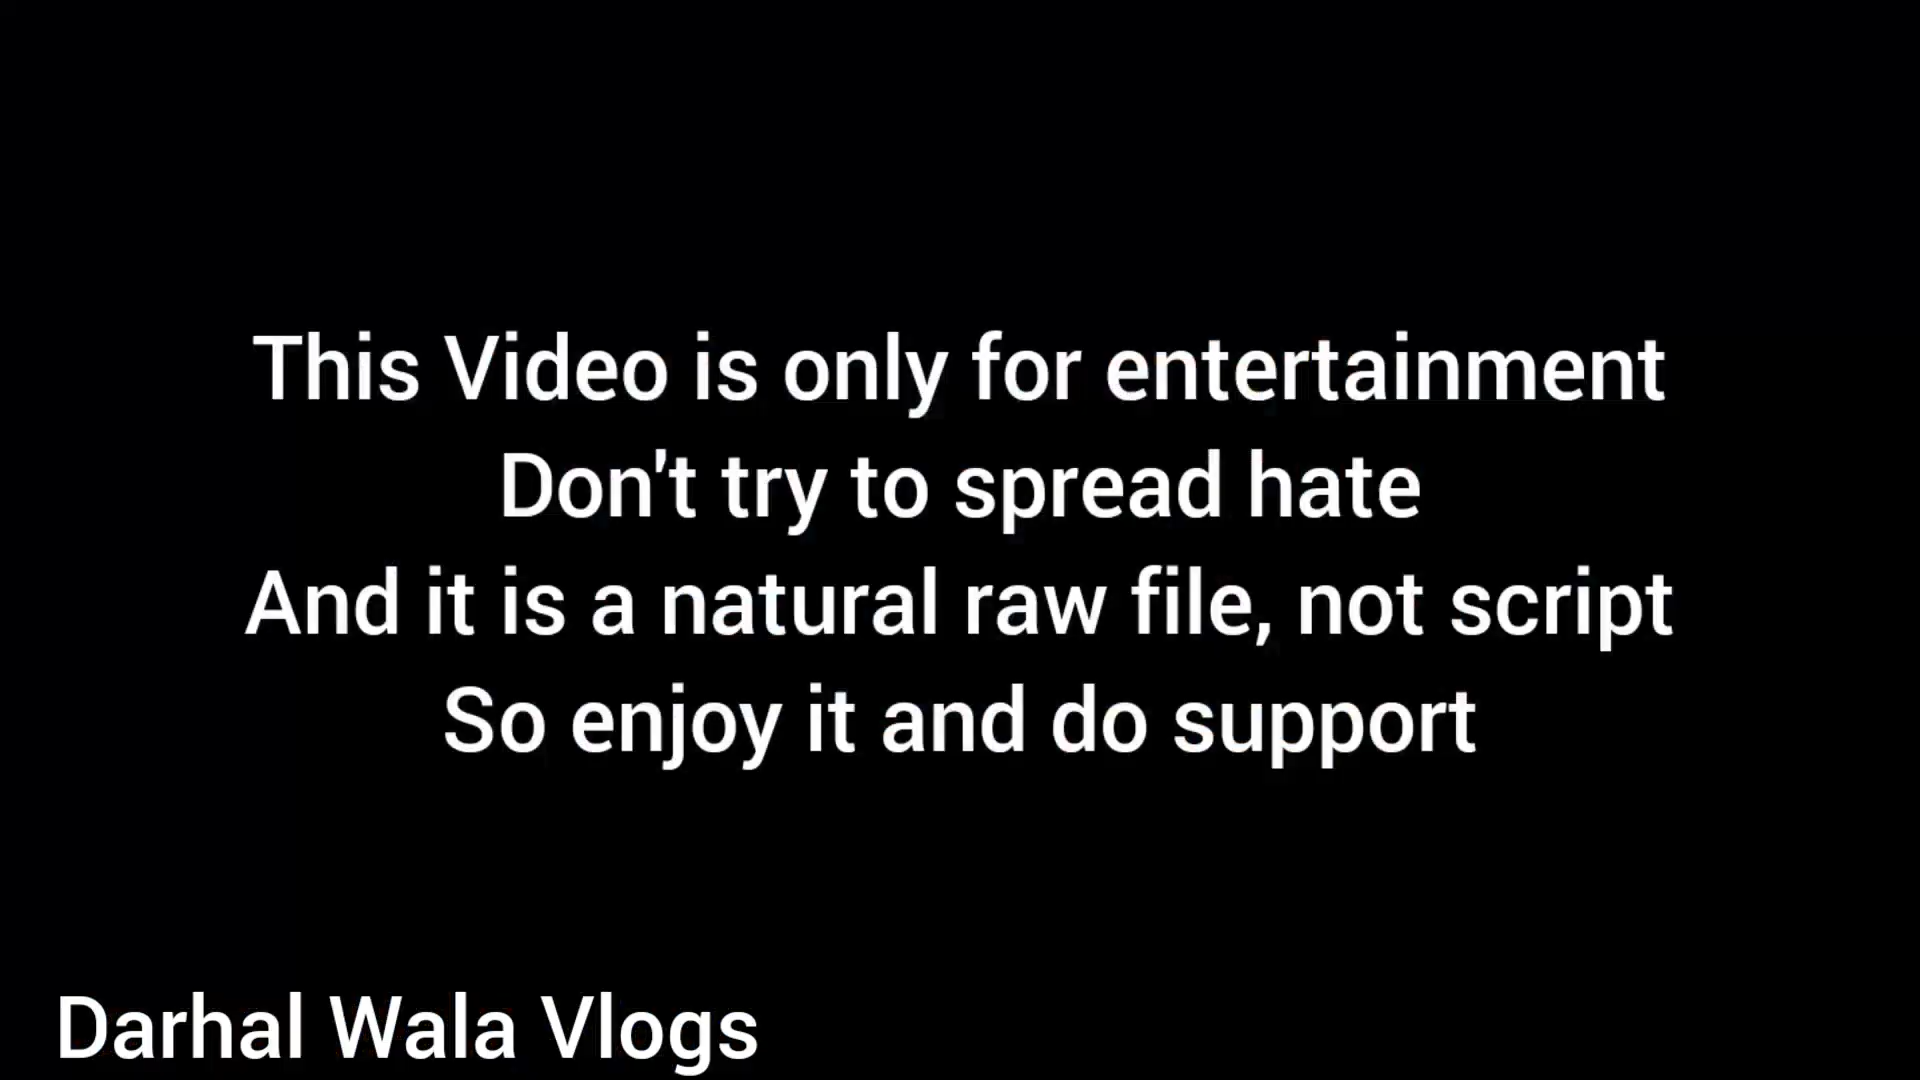 This Video is only for entertainment
Don't try to spread hate
And it is a natural raw file, not script
So enjoy it and do support
Darhal Wala Vlogs